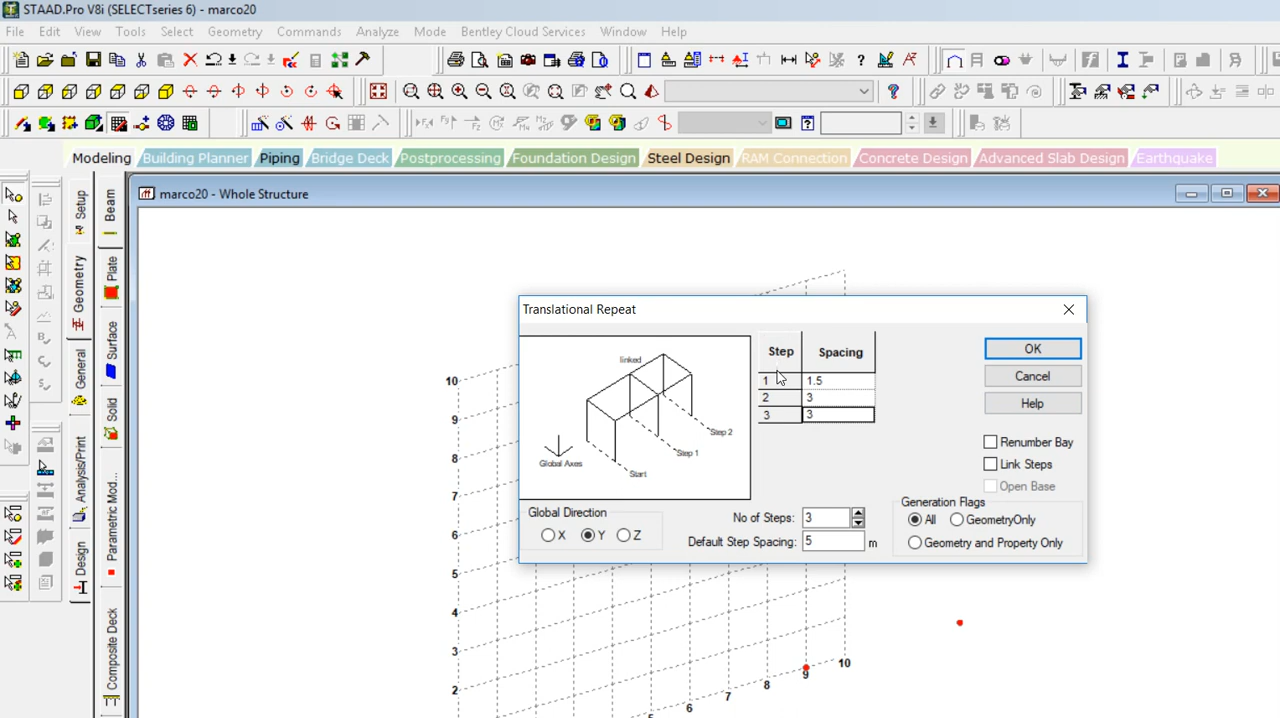 STAAD.Pro V8i (SELECTseries 6) - marco20
File Edit View Tools Select Geometry Commands Analyze Mode Bentley Cloud Services Window Help
Modeling Building Planner Piping Bridge Deck Postprocessing Foundation Design Steel Design RAM Connection Concrete Design Advanced Slab Design Earthquake
marco20 - Whole Structure
Setup
Geometry
General
Analysis/Print
Design
Beam
Plate
Surface
Solid
Parametric Mod...
Composite Deck
Translational Repeat
linked
Step 2
Step 1
Start
Global Axes
Step Spacing
1 1.5
2 3
3 3
OK
Cancel
Help
Renumber Bay
Link Steps
Open Base
Global Direction
X Y Z
No of Steps: 3
Default Step Spacing: 5 m
Generation Flags
All GeometryOnly
Geometry and Property Only
10
9
8
7
6
5
4
3
2
5
6
7
8
9
10